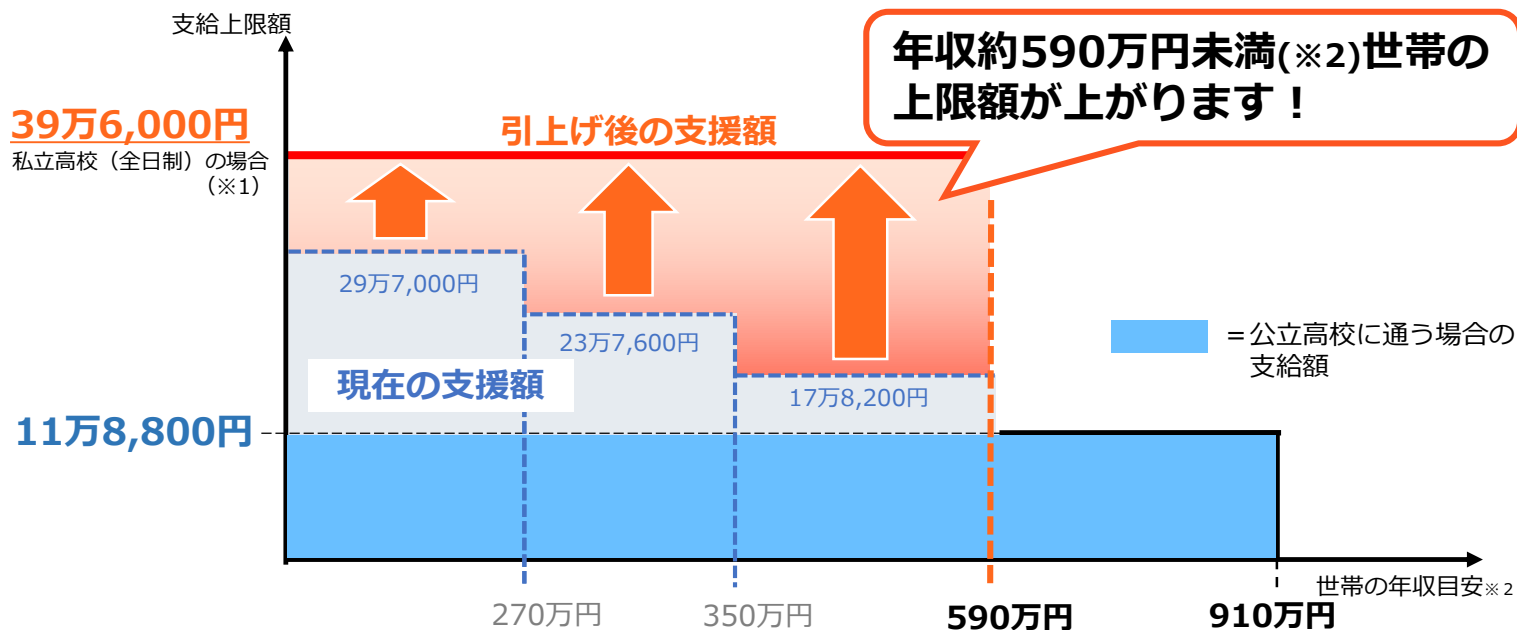 支給上限額
年収約590万円未満(※2)世帯の
上限額が上がります！
39万6,000円
私立高校（全日制）の場合
（※1）
引上げ後の支援額
29万7,000円
23万7,600円
17万8,200円
現在の支援額
＝公立高校に通う場合の
支給額
11万8,800円
世帯の年収目安※2
270万円
350万円
590万円
910万円